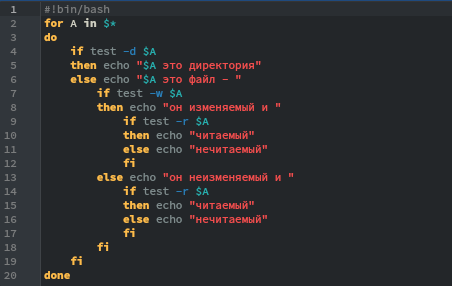 1 #!bin/bash
2 for A in $*
3 do
4 if test -d $A
5 then echo "$A это директория"
6 else echo "$A это файл - "
7 if test -w $A
8 then echo "он изменяемый и "
9 if test -r $A
10 then echo "читаемый"
11 else echo "нечитаемый"
12 fi
13 else echo "он неизменяемый и "
14 if test -r $A
15 then echo "читаемый"
16 else echo "нечитаемый"
17 fi
18 fi
19 fi
20 done